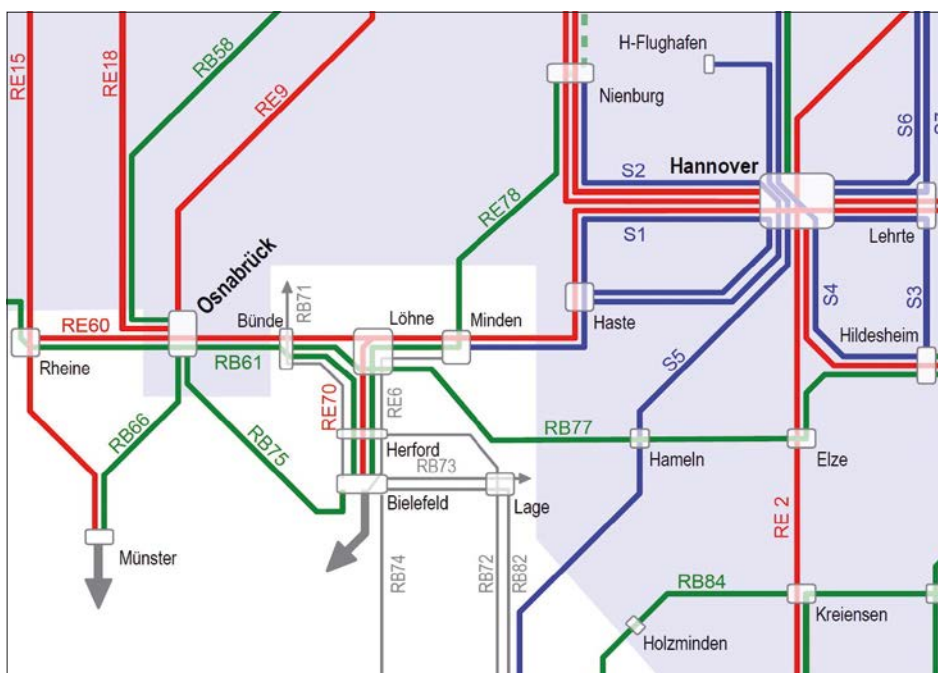 RE15
RE18
RB58
RE9
H-Flughafen
Nienburg
Hannover
S6
S2
S1
Lehrte
RE78
Osnabrück
RB71
Bünde
Löhne
Minden
Haste
S4
S3
Hildesheim
RE60
Rheine
RB61
RE70
RE6
S5
RB66
RB75
Herford
RB73
RB77
Hameln
Elze
Bielefeld
Lage
RE 2
Münster
RB74
RB72
RB82
RB84
Kreiensen
Holzminden